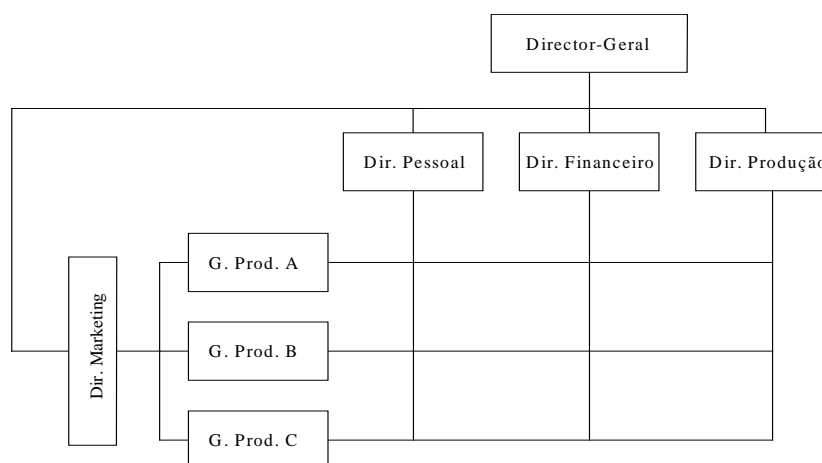 Director-Geral
Dir. Pessoal
Dir. Financeiro
Dir. Produção
G. Prod. A
Dir. Marketing
G. Prod. B
G. Prod. C